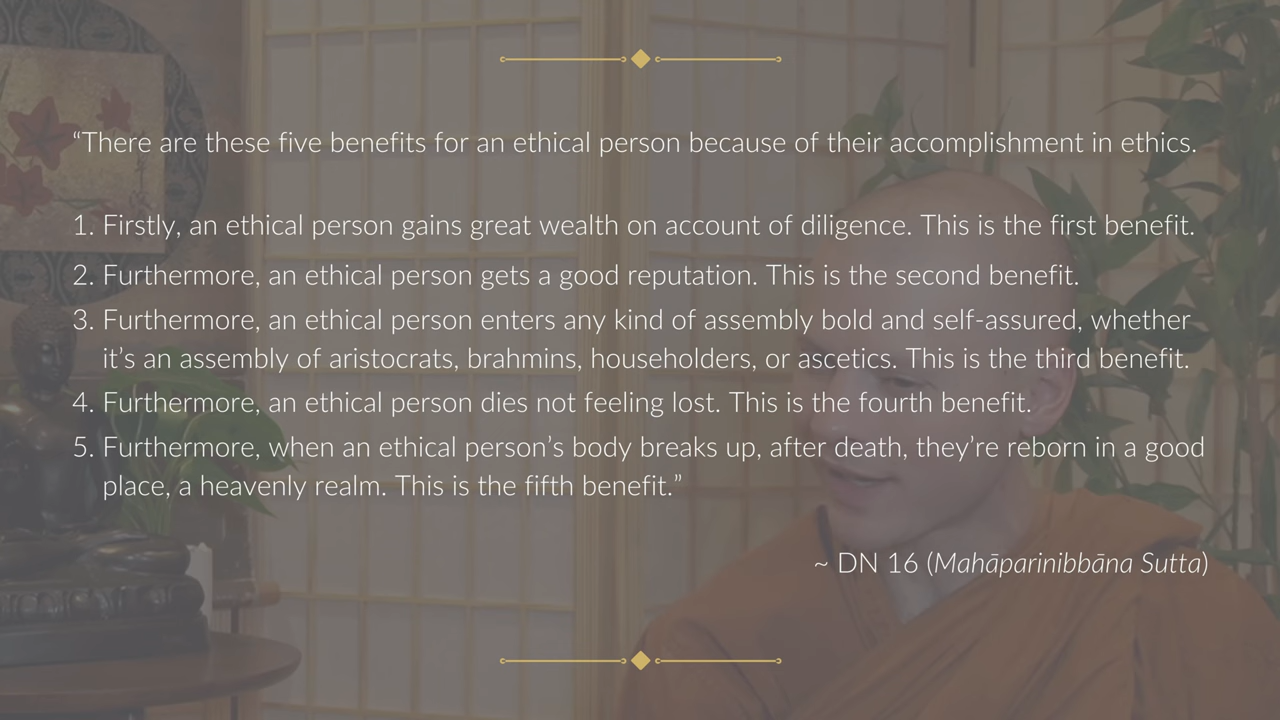 “There are these five benefits for an ethical person because of their accomplishment in ethics.
1. Firstly, an ethical person gains great wealth on account of diligence. This is the first benefit.
2. Furthermore, an ethical person gets a good reputation. This is the second benefit.
3. Furthermore, an ethical person enters any kind of assembly bold and self-assured, whether
it’s an assembly of aristocrats, brahmins, householders, or ascetics. This is the third benefit.
4. Furthermore, an ethical person dies not feeling lost. This is the fourth benefit.
5. Furthermore, when an ethical person’s body breaks up, after death, they’re reborn in a good
place, a heavenly realm. This is the fifth benefit.”
~ DN 16 (Mahāparinibbāna Sutta)